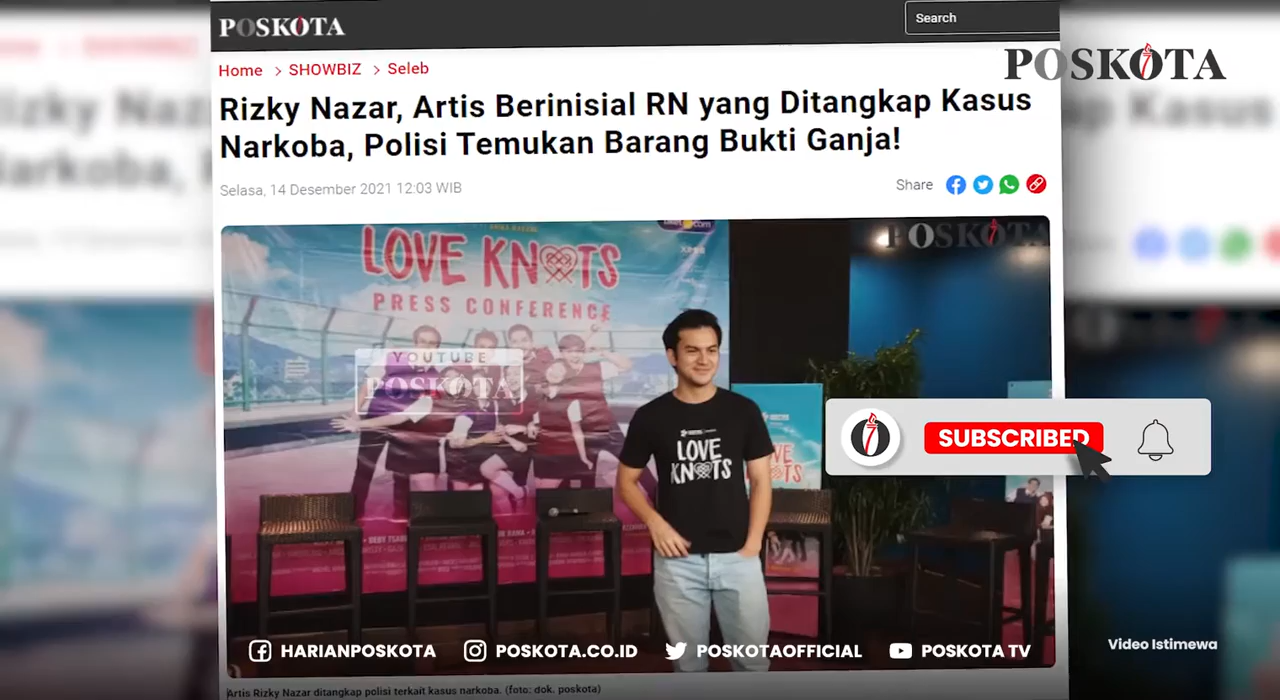 POSKOTA
Search
POSKOTA
Home > SHOWBIZ > Seleb
Rizky Nazar, Artis Berinisial RN yang Ditangkap Kasus
Narkoba, Polisi Temukan Barang Bukti Ganja!
Selasa, 14 Desember 2021 12:03 WIB
Share
POSKOTA
LOVE KNOTS
PRESS CONFERENCE
YOUTUBE
POSKOTA
LOVE
KNOTS
SUBSCRIBED
HARIANPOSKOTA
POSKOTA.CO.ID
POSKOTAOFFICIAL
POSKOTA TV
Video Istimewa
Artis Rizky Nazar ditangkap polisi terkait kasus narkoba. (foto: dok. poskota)